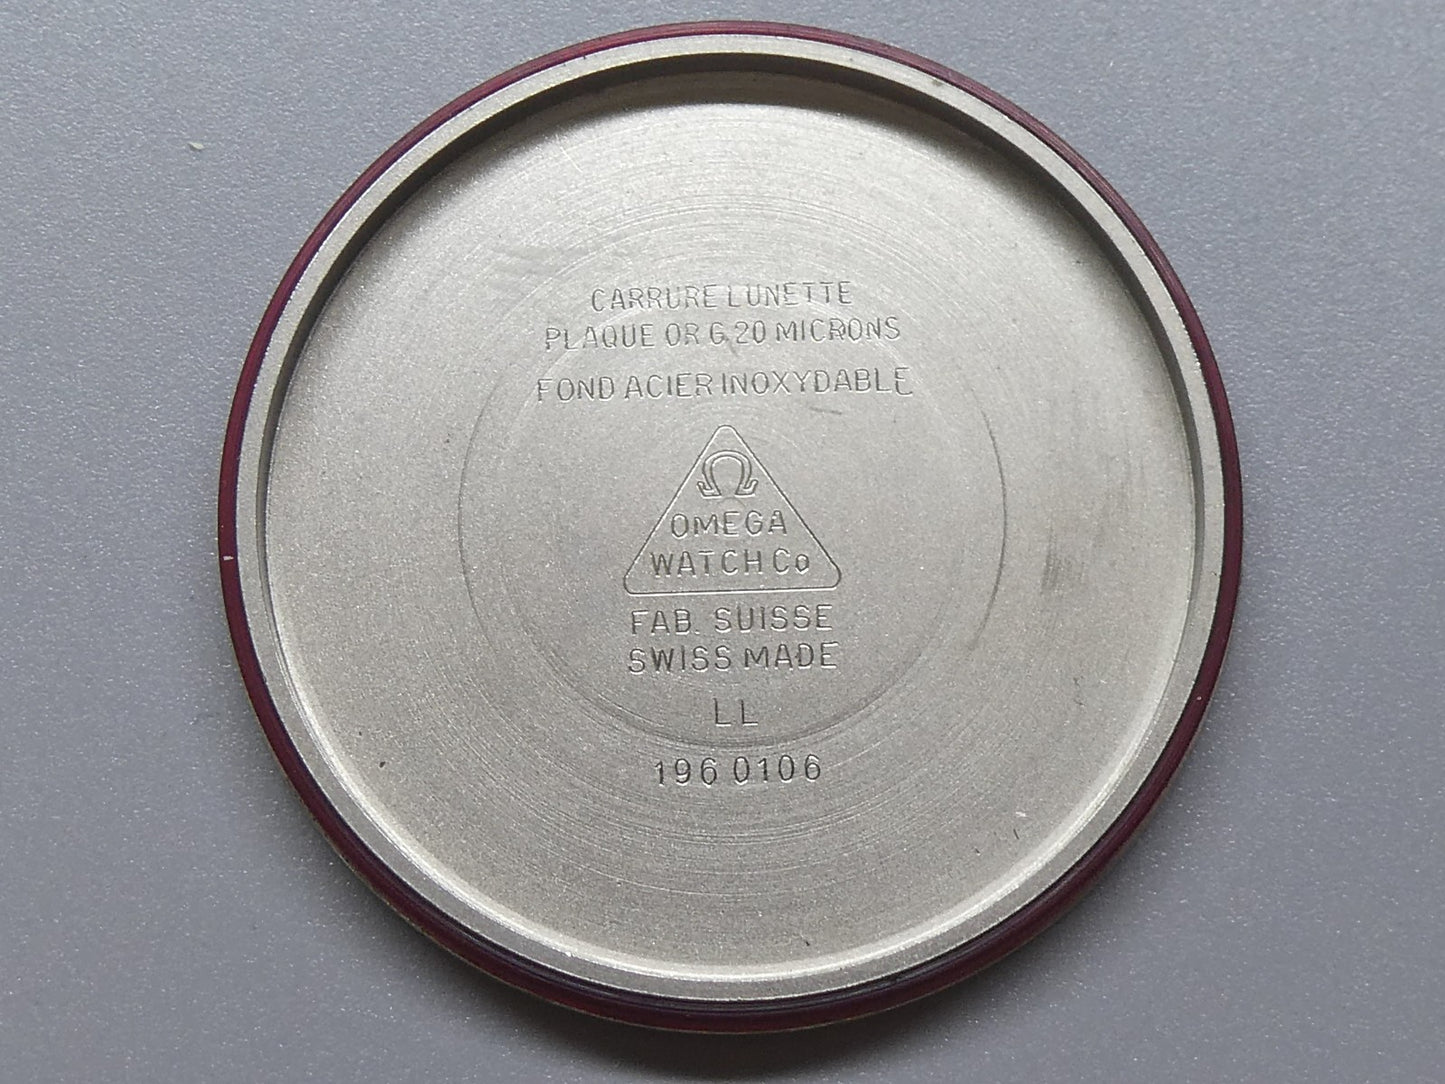 CARRURE LUNETTE
PLAQUE OR G. 20 MICRONS
FOND ACIER INOXYDABLE
Ω
OMEGA
WATCH Co
FAB. SUISSE
SWISS MADE
LL
196 0106